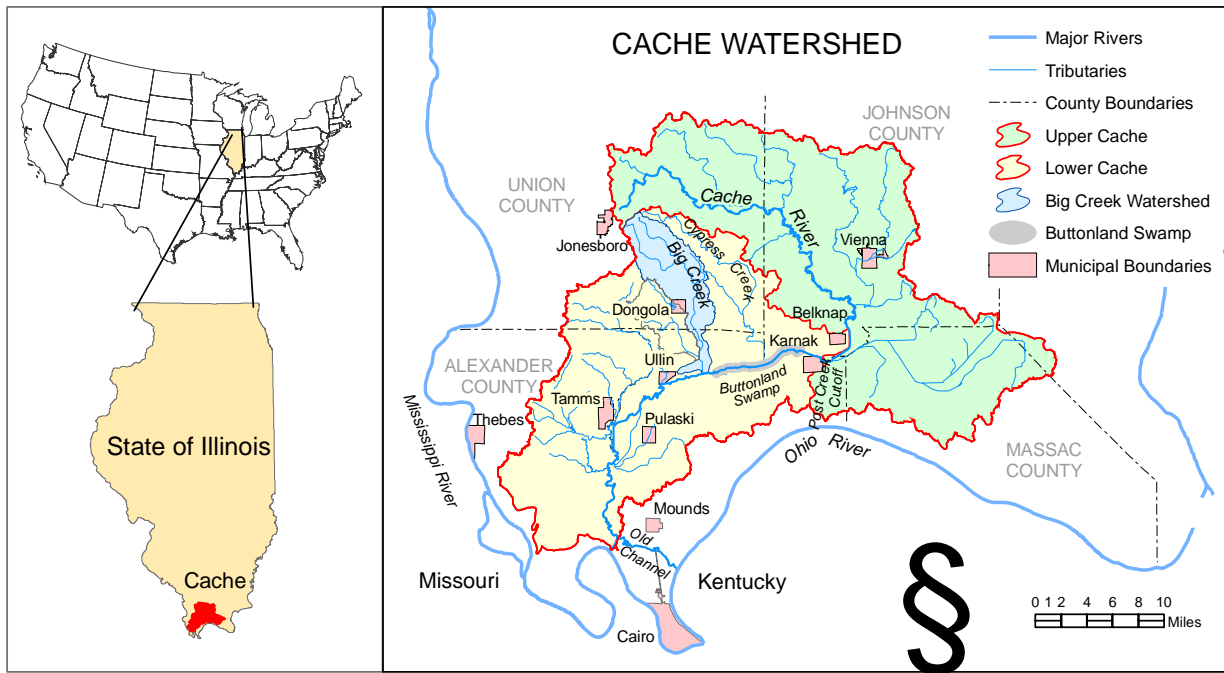 State of Illinois
Cache
CACHE WATERSHED
Major Rivers
Tributaries
County Boundaries
Upper Cache
Lower Cache
Big Creek Watershed
Buttonland Swamp
Municipal Boundaries
JOHNSON
COUNTY
UNION
COUNTY
Cache
River
Jonesboro
Cypress
Creek
Big Creek
Vienna
Dongola
Belknap
Karnak
Ullin
ALEXANDER
COUNTY
Buttonland
Swamp
Post Creek
Cutoff
Tamms
Thebes
Pulaski
Mississippi River
Ohio
River
MASSAC
COUNTY
Mounds
Old
Channel
Missouri
Kentucky
Cairo
§
0 1 2 4 6 8 10
Miles